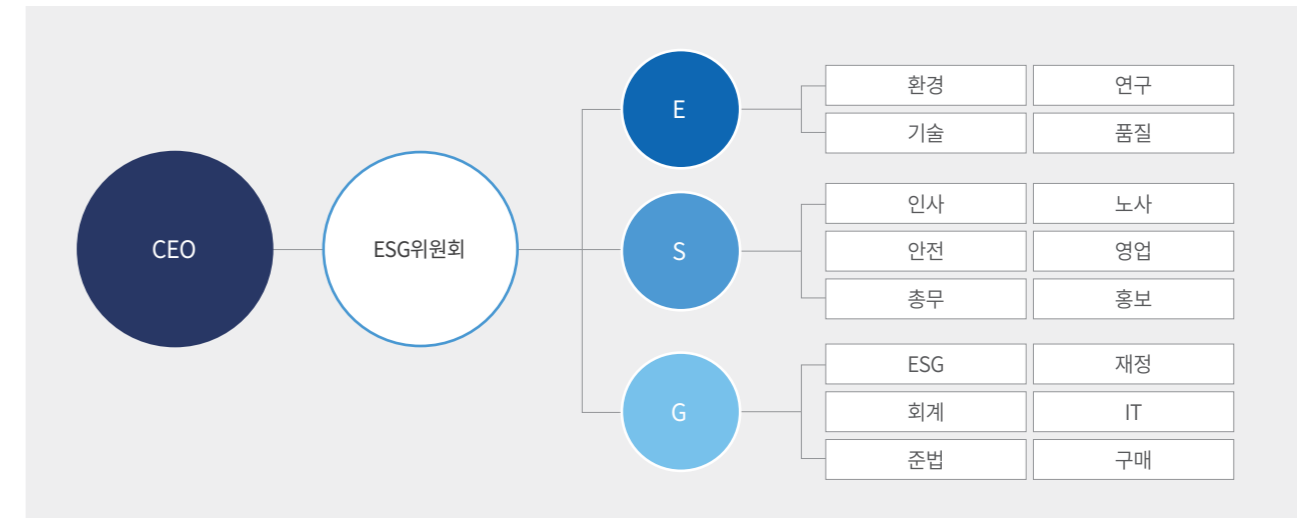 CEO
ESG위원회
E
환경 연구
기술 품질
S
인사 노사
안전 영업
총무 홍보
G
ESG 재정
회계 IT
준법 구매